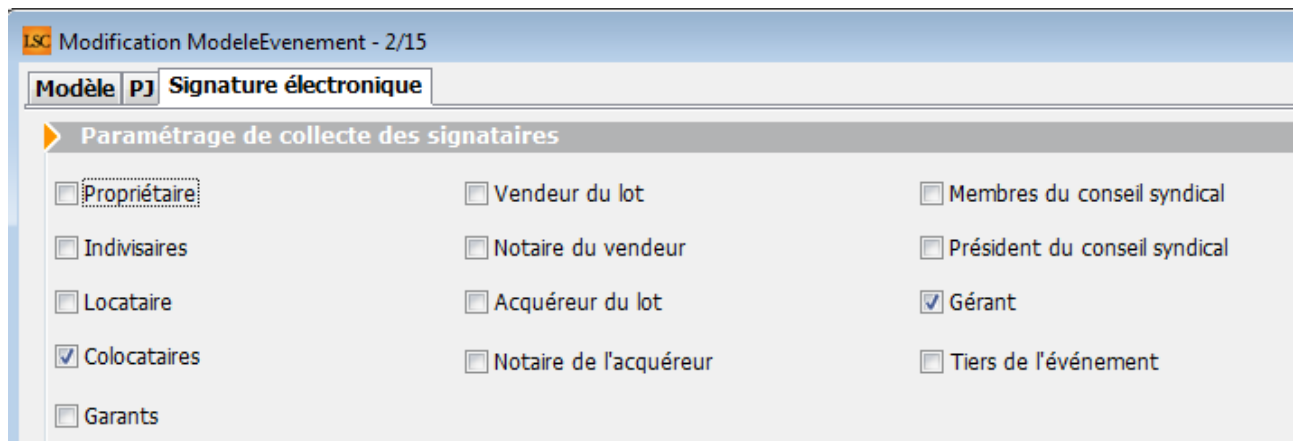 LSC Modification ModeleEvenement - 2/15
Modèle PJ Signature électronique
Paramétrage de collecte des signataires
Propriétaire Vendeur du lot Membres du conseil syndical
Indivisaires Notaire du vendeur Président du conseil syndical
Locataire Acquéreur du lot Gérant
Colocataires Notaire de l'acquéreur Tiers de l'événement
Garants